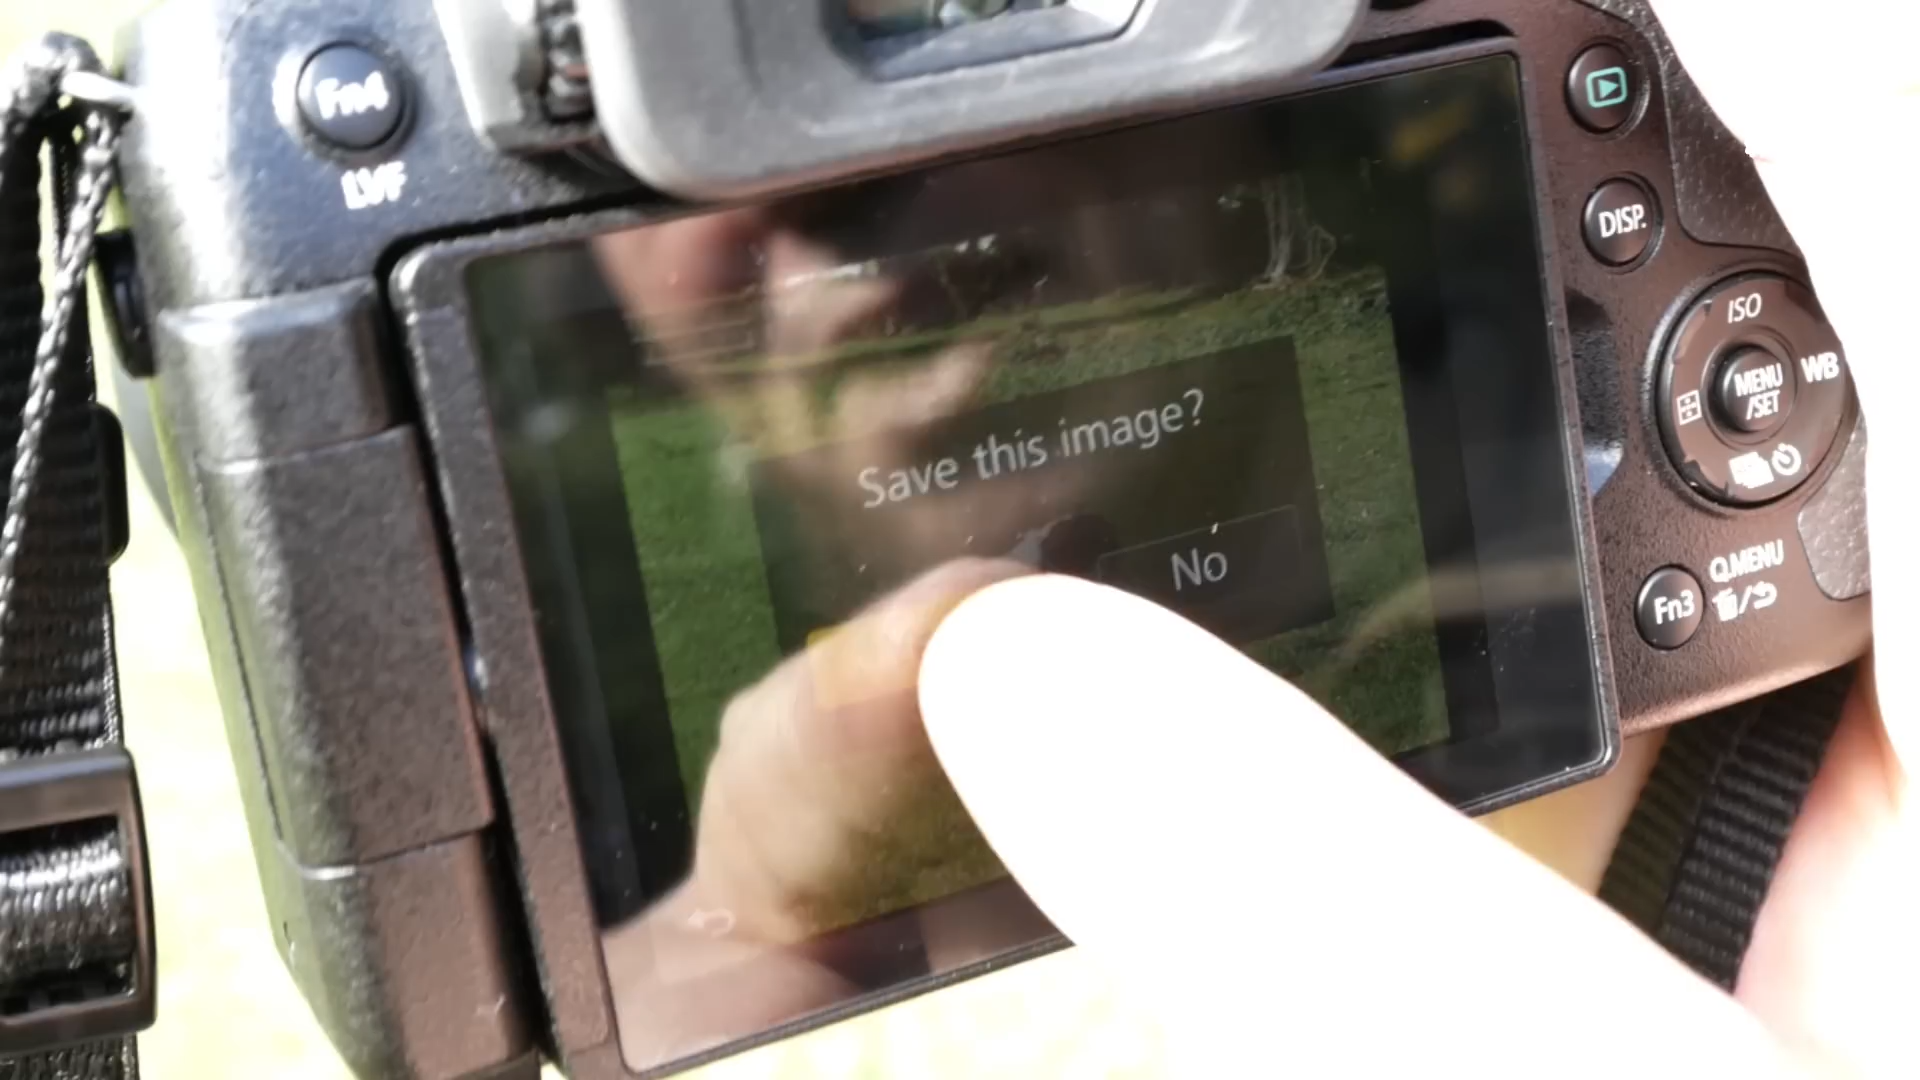 Fn4
LVF
DISP.
ISO
MENU
/SET
WB
Save this image?
No
Q.MENU
Fn3